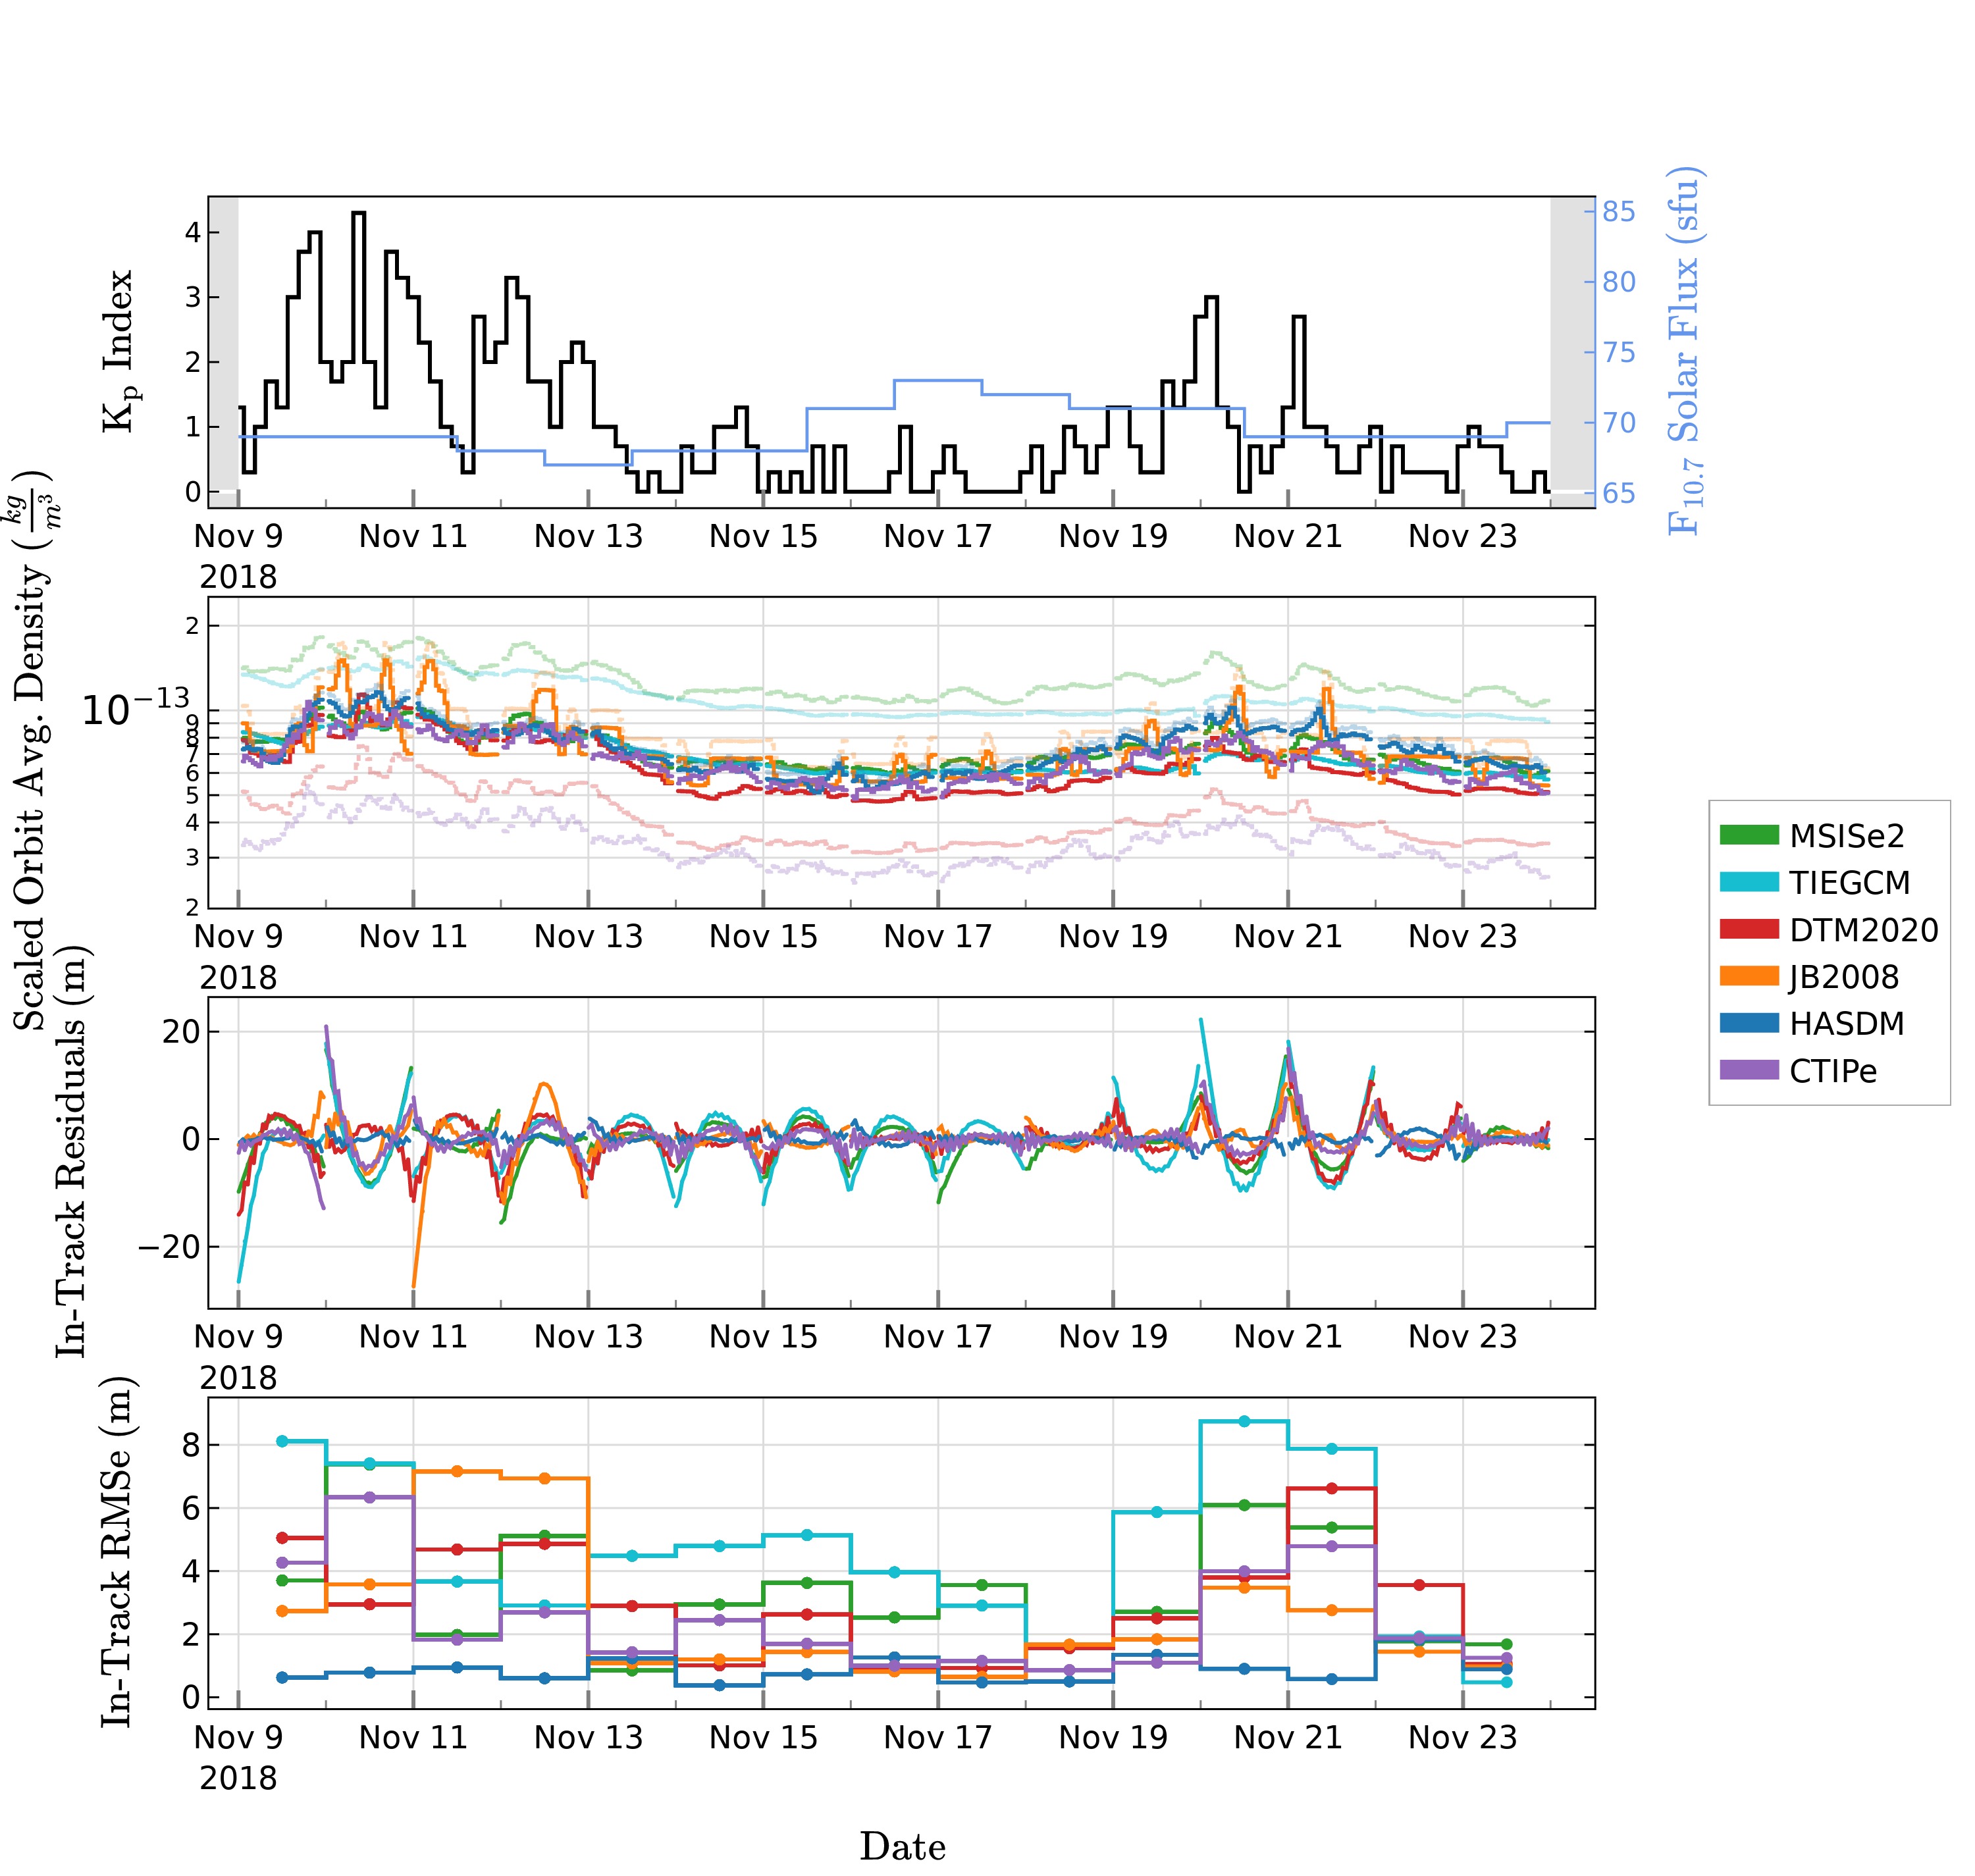 K_p Index
4
3
2
1
0
85
80
75
70
65
F_10.7 Solar Flux (sfu)
Nov 9 Nov 11 Nov 13 Nov 15 Nov 17 Nov 19 Nov 21 Nov 23
2018
Scaled Orbit Avg. Density (kg/m³)
2
10⁻¹³
9
8
7
6
5
4
3
2
Nov 9 Nov 11 Nov 13 Nov 15 Nov 17 Nov 19 Nov 21 Nov 23
2018
In-Track Residuals (m)
20
0
−20
Nov 9 Nov 11 Nov 13 Nov 15 Nov 17 Nov 19 Nov 21 Nov 23
2018
In-Track RMSe (m)
8
6
4
2
0
Nov 9 Nov 11 Nov 13 Nov 15 Nov 17 Nov 19 Nov 21 Nov 23
2018
Date
MSISe2
TIEGCM
DTM2020
JB2008
HASDM
CTIPe